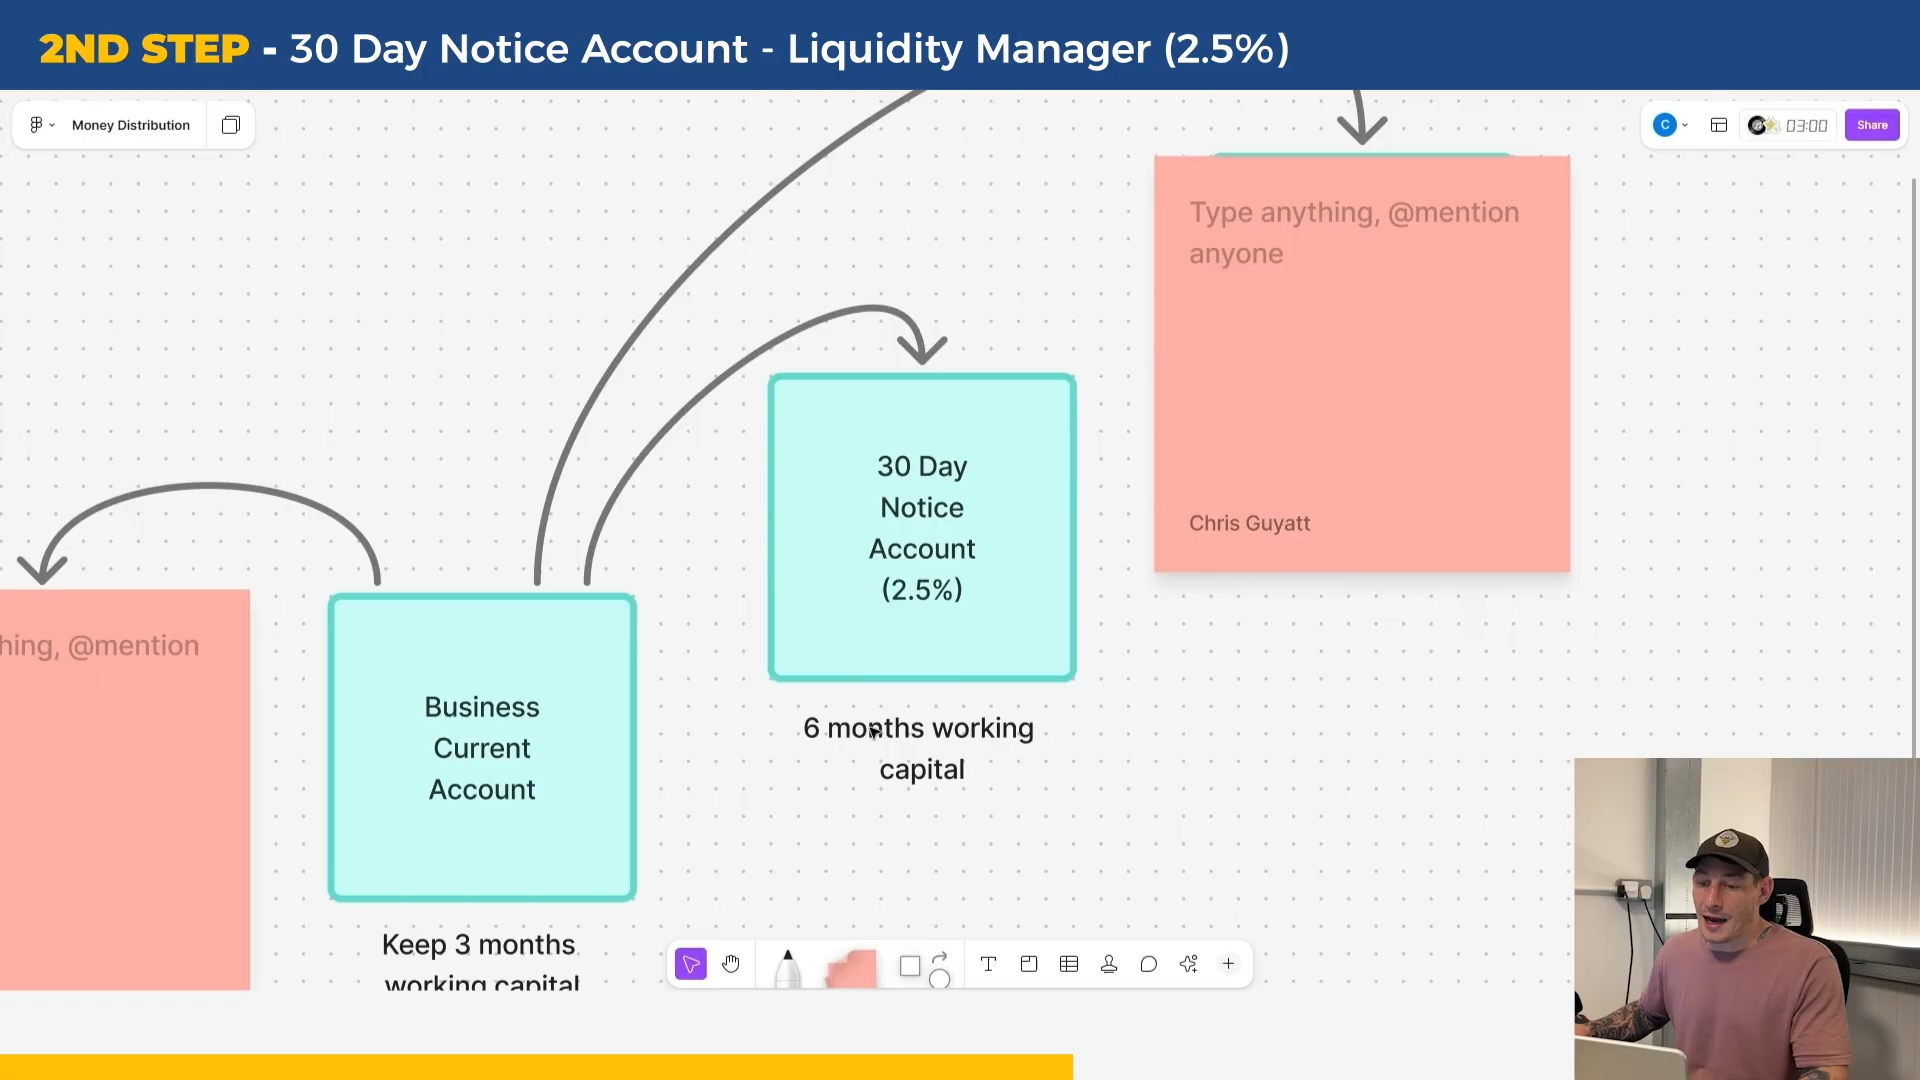 2ND STEP - 30 Day Notice Account - Liquidity Manager (2.5%)
Money Distribution
C
03:00
Share
Type anything, @mention
anyone
Chris Guyatt
30 Day
Notice
Account
(2.5%)
6 months working
capital
hing, @mention
Business
Current
Account
Keep 3 months
working capital
T